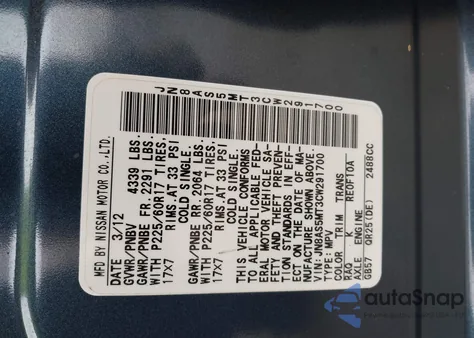 JN8AS5MT3CW291700
MFD BY NISSAN MOTOR CO.,LTD.
3/12
GVWR/PNBV 4339 LBS.
GAWR/PNBE FR. 2291 LBS.
WITH P225/60R17 TIRES,
17x7 RIMS.AT 33 PSI
COLD SINGLE.
GAWR/PNBE RR. 2064 LBS.
WITH P225/60R17 TIRES,
17x7 RIMS.AT 33 PSI
COLD SINGLE.
THIS VEHICLE CONFORMS
TO ALL APPLICABLE FED-
ERAL MOTOR VEHICLE SA-
FETY AND THEFT PREVEN-
TION STANDARDS IN EFF-
ECT ON THE DATE OF MA-
NUFACTURE SHOWN ABOVE.
VIN: JN8AS5MT3CW291700
TYPE: MPV
COLOR TRIM TRANS
RAQ K RE0F10A
AXLE ENGINE
GB57 QR25(DE) 2488CC
autaSnap